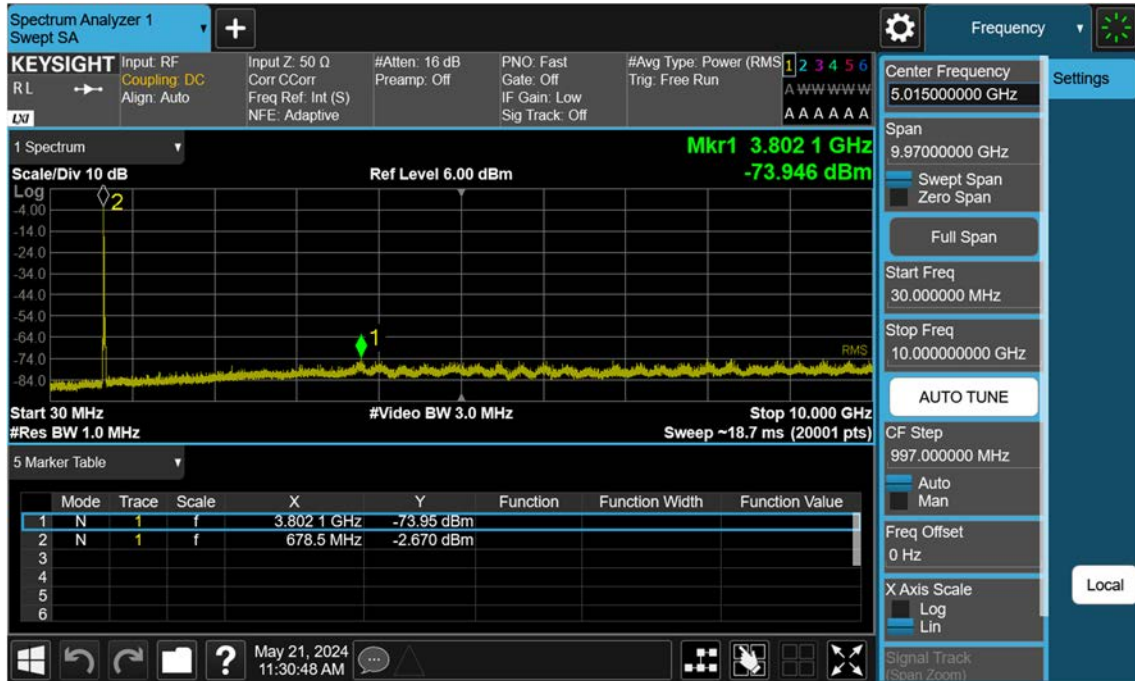 Spectrum Analyzer 1
Swept SA
Frequency
KEYSIGHT
R L
LXI
Input: RF
Coupling: DC
Align: Auto
Input Z: 50 Ω
Corr CCorr
Freq Ref: Int (S)
NFE: Adaptive
#Atten: 16 dB
Preamp: Off
PNO: Fast
Gate: Off
IF Gain: Low
Sig Track: Off
#Avg Type: Power (RMS
Trig: Free Run
1 2 3 4 5 6
A W W W W W
A A A A A A
1 Spectrum
Mkr1 3.802 1 GHz
Scale/Div 10 dB
Ref Level 6.00 dBm
-73.946 dBm
Log
2
-4.00
-14.0
-24.0
-34.0
-44.0
-54.0
-64.0
1
-74.0
RMS
-84.0
Start 30 MHz
#Video BW 3.0 MHz
Stop 10.000 GHz
#Res BW 1.0 MHz
Sweep ~18.7 ms (20001 pts)
5 Marker Table
Mode Trace Scale X Y Function Function Width Function Value
1 N 1 f 3.802 1 GHz -73.95 dBm
2 N 1 f 678.5 MHz -2.670 dBm
3
4
5
6
?
May 21, 2024
11:30:48 AM
Center Frequency
5.015000000 GHz
Settings
Span
9.97000000 GHz
Swept Span
Zero Span
Full Span
Start Freq
30.000000 MHz
Stop Freq
10.000000000 GHz
AUTO TUNE
CF Step
997.000000 MHz
Auto
Man
Freq Offset
0 Hz
X Axis Scale
Log
Lin
Local
Signal Track
(Span Zoom)